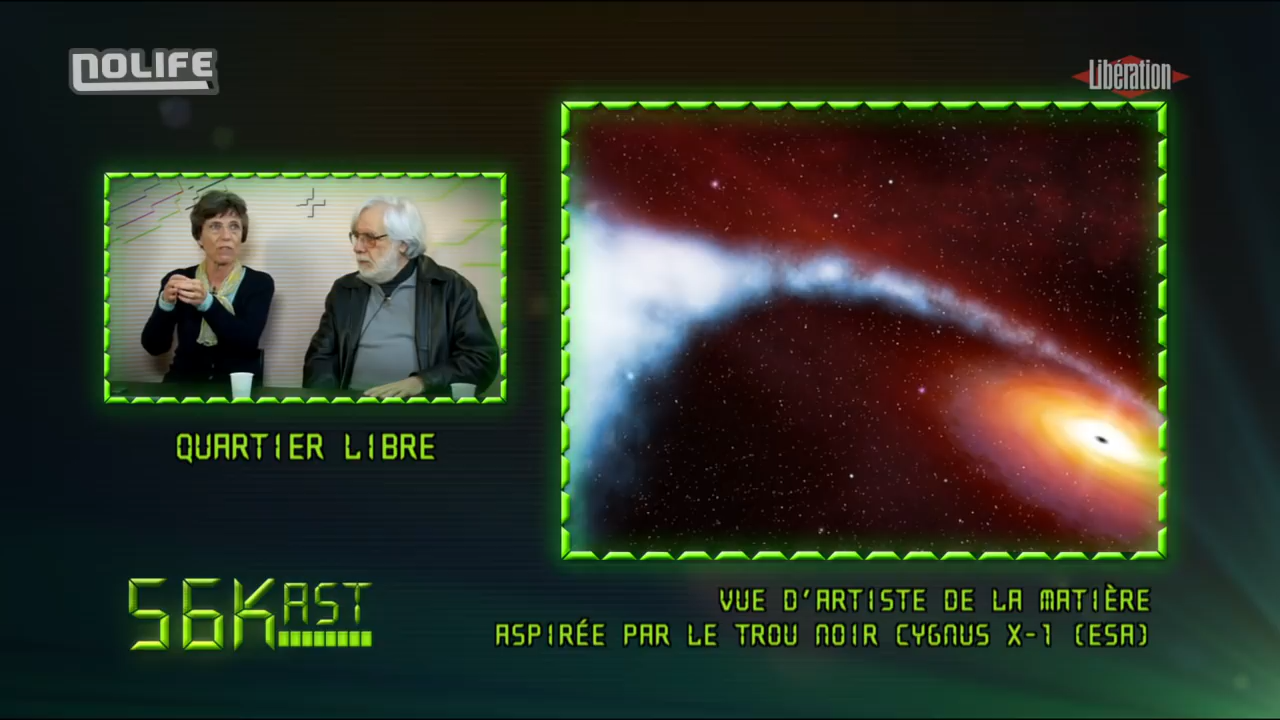 NOLIFE
Libération
QUARTIER LIBRE
56KAST
VUE D'ARTISTE DE LA MATIÈRE
ASPIRÉE PAR LE TROU NOIR CYGNUS X-1 (ESA)